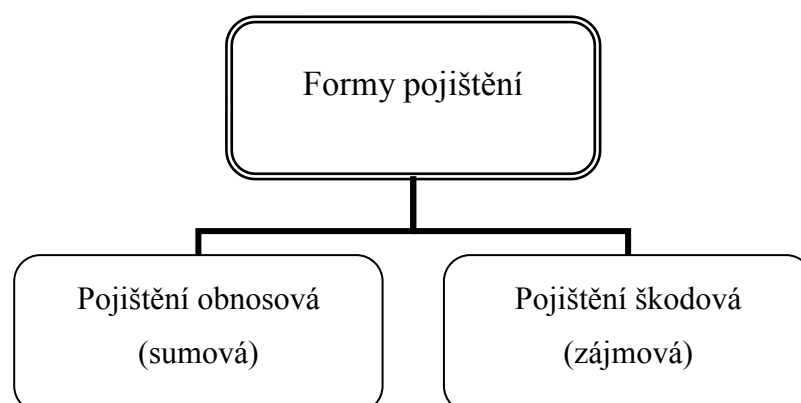 Formy pojištění
Pojištění obnosová
(sumová)
Pojištění škodová
(zájmová)